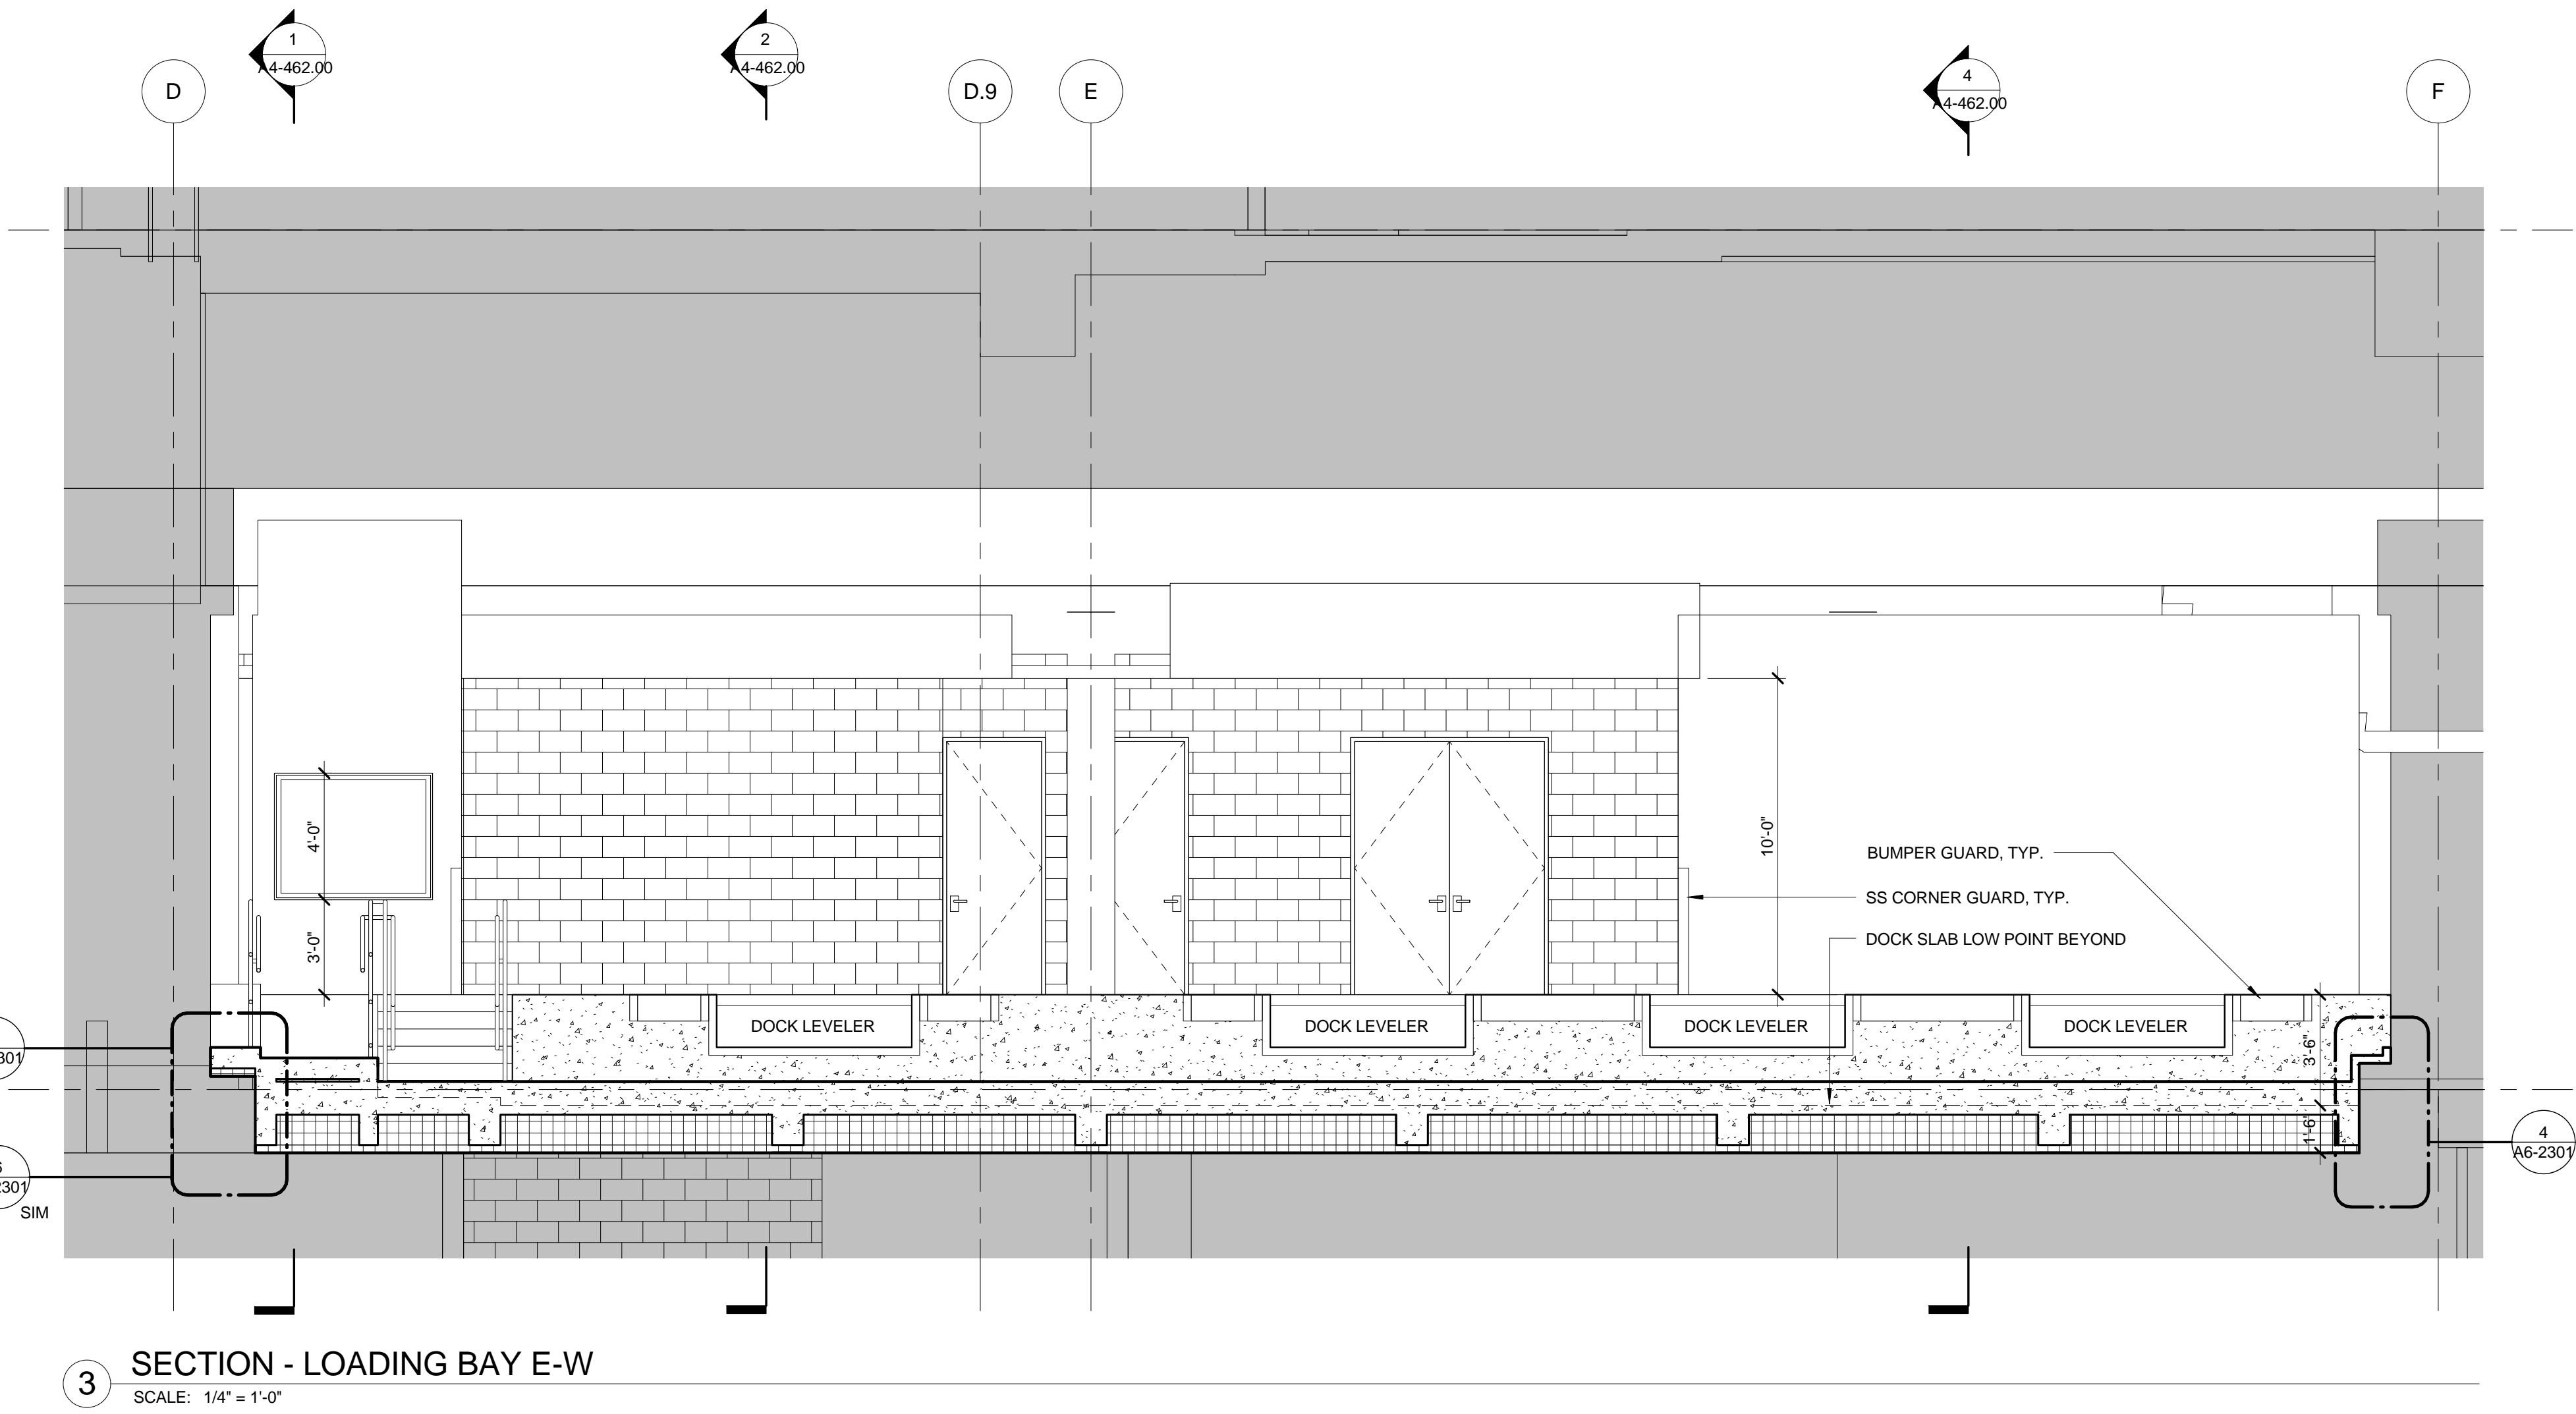 1
A4-462.00
2
A4-462.00
4
A4-462.00
D
D.9
E
F
4'-0"
3'-0"
10'-0"
BUMPER GUARD, TYP.
SS CORNER GUARD, TYP.
DOCK SLAB LOW POINT BEYOND
DOCK LEVELER
DOCK LEVELER
DOCK LEVELER
DOCK LEVELER
3'-6"
1'-6"
4
A6-2301
SIM
3
SECTION - LOADING BAY E-W
SCALE: 1/4" = 1'-0"